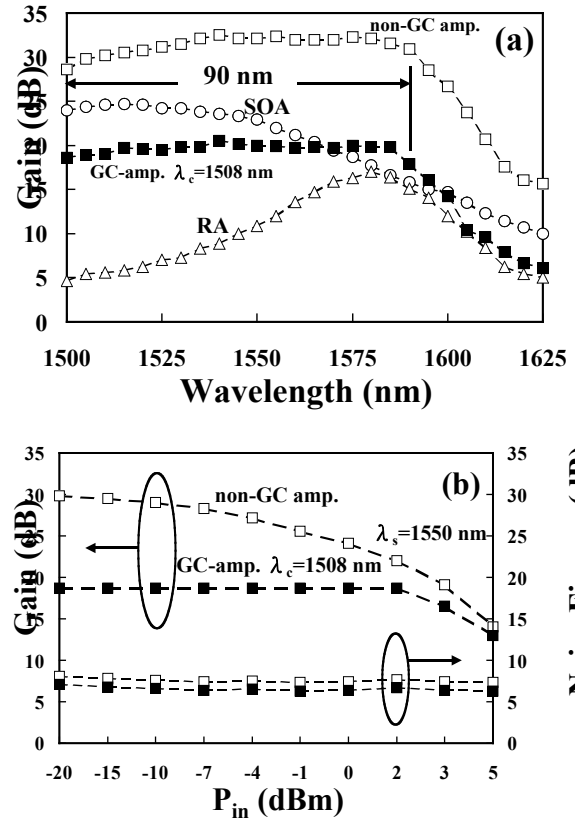 35
30
25
20
15
10
5
0
Gain (dB)
(a)
non-GC amp.
90 nm
SOA
GC-amp. λc=1508 nm
RA
1500 1525 1550 1575 1600 1625
Wavelength (nm)
35
30
25
20
15
10
5
0
Gain (dB)
(b)
non-GC amp.
λs=1550 nm
GC-amp. λc=1508 nm
35
30
25
20
15
10
5
0
-20 -15 -10 -7 -4 -1 0 2 3 5
Pin (dBm)